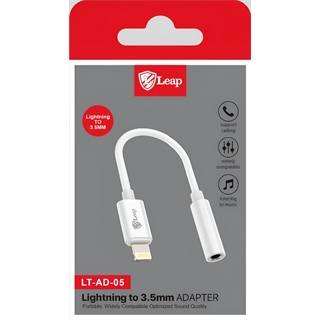 Leap
Lightning
TO
3.5MM
support
calling
widely
compatible
listening
to music
Leap
LT-AD-05
Lightning to 3.5mm ADAPTER
Portable, Widely Compatible Optimized Sound Quality